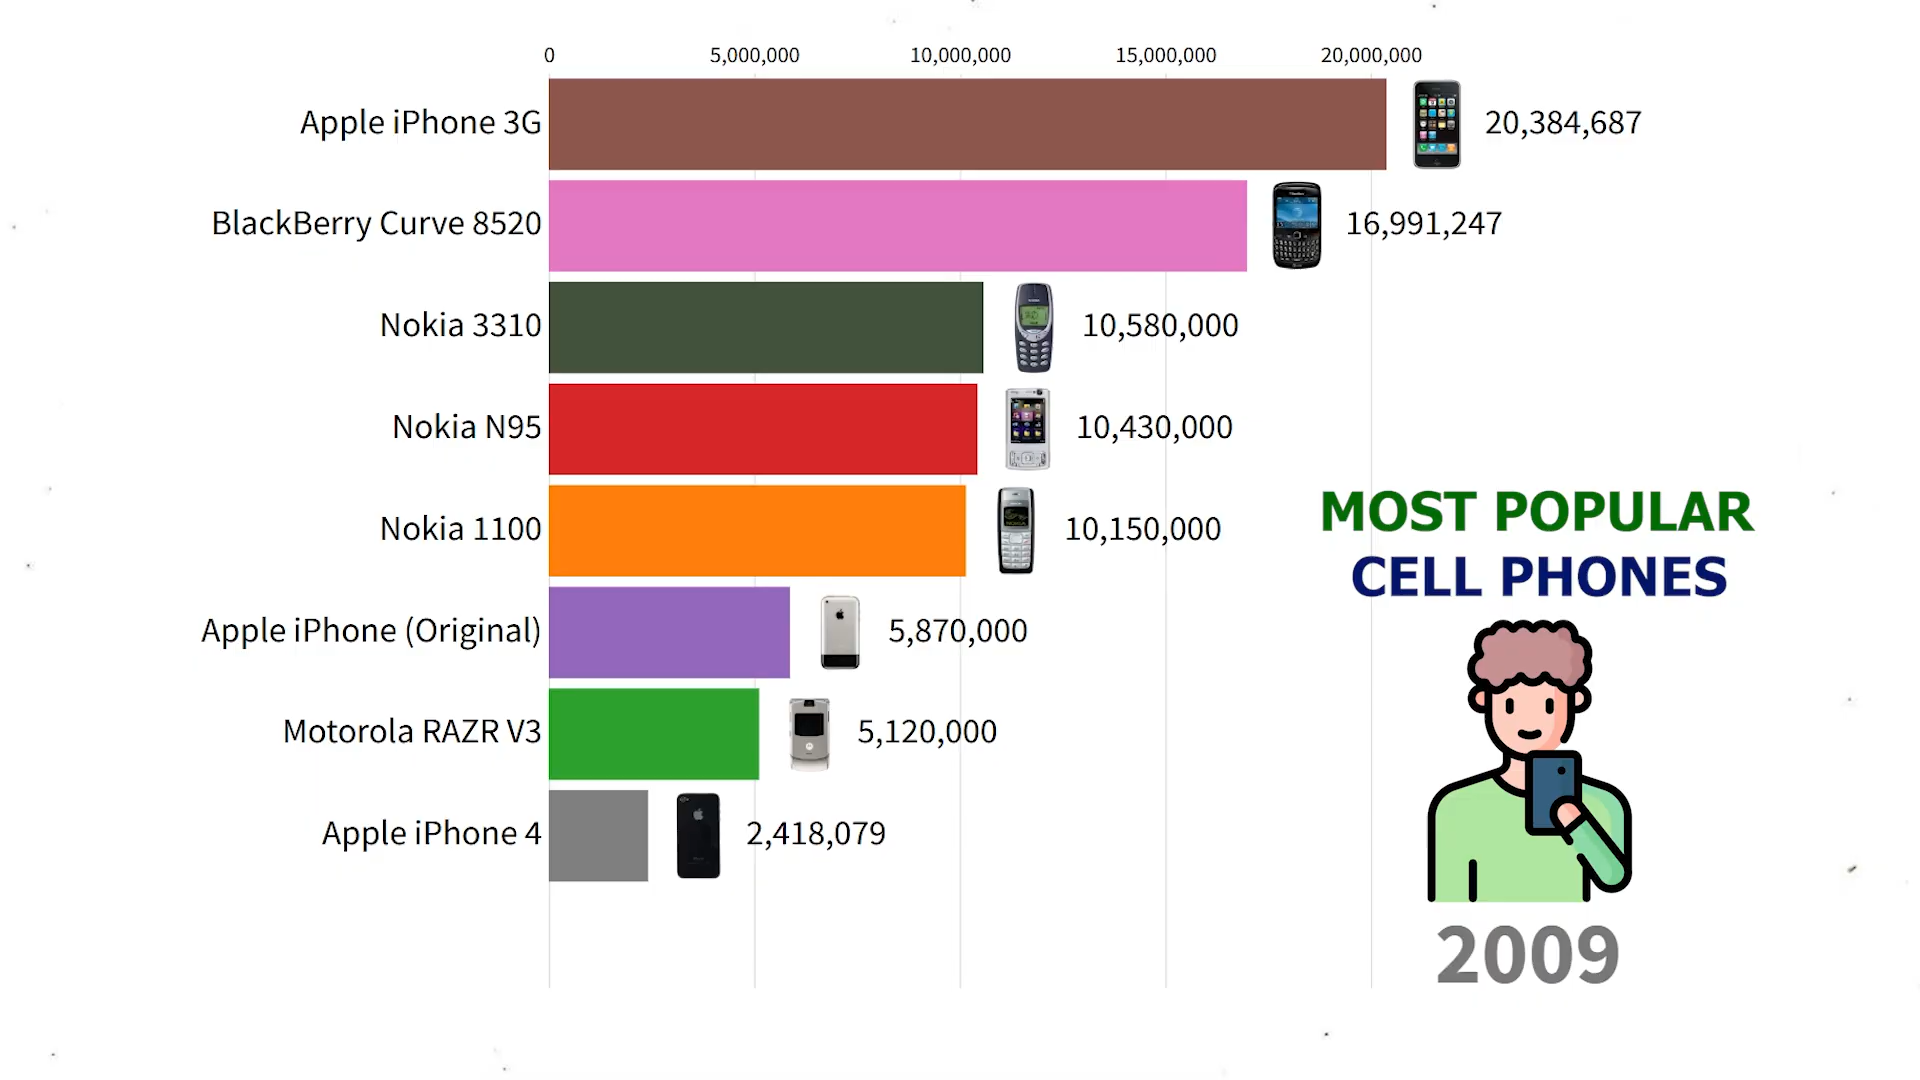 0 5,000,000 10,000,000 15,000,000 20,000,000
Apple iPhone 3G 20,384,687
BlackBerry Curve 8520 16,991,247
Nokia 3310 10,580,000
Nokia N95 10,430,000
Nokia 1100 10,150,000
Apple iPhone (Original) 5,870,000
Motorola RAZR V3 5,120,000
Apple iPhone 4 2,418,079
MOST POPULAR
CELL PHONES
2009